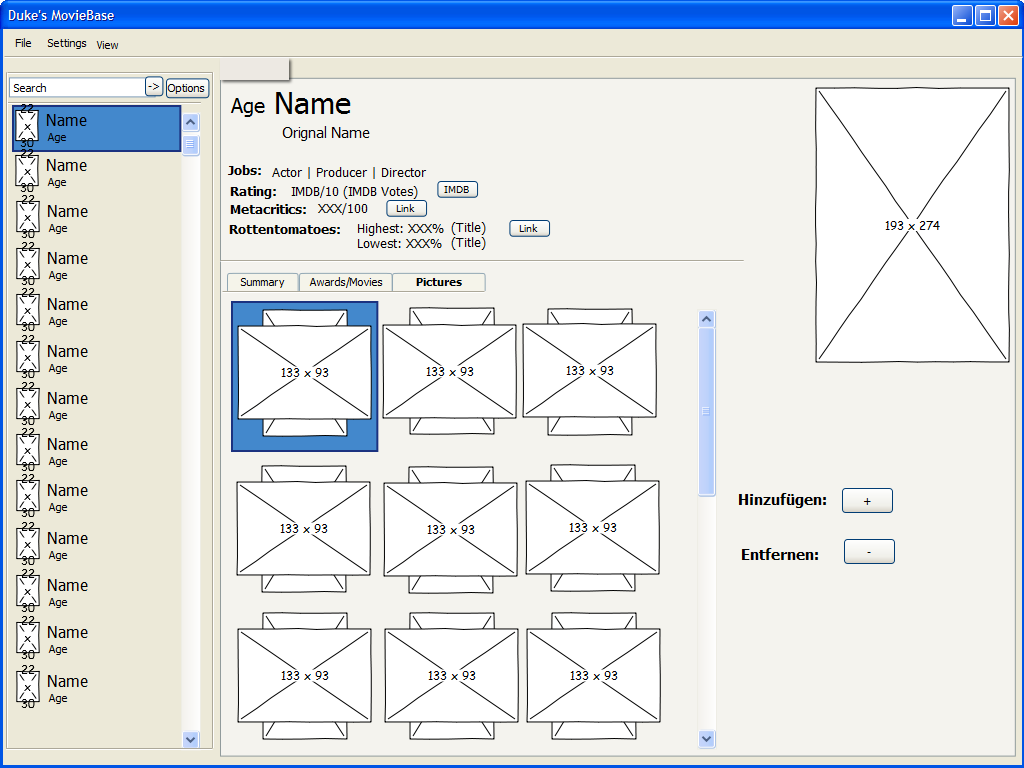 Duke's MovieBase
File Settings View
Search -> Options
22
x
30
Name
Age
22
x
30
Name
Age
22
x
30
Name
Age
22
x
30
Name
Age
22
x
30
Name
Age
22
x
30
Name
Age
22
x
30
Name
Age
22
x
30
Name
Age
22
x
30
Name
Age
22
x
30
Name
Age
22
x
30
Name
Age
22
x
30
Name
Age
22
x
30
Name
Age
Age Name
Orignal Name
Jobs: Actor | Producer | Director
Rating: IMDB/10 (IMDB Votes) IMDB
Metacritics: XXX/100 Link
Rottentomatoes: Highest: XXX% (Title) Link
Lowest: XXX% (Title)
193 x 274
Summary Awards/Movies Pictures
133 x 93 133 x 93 133 x 93
133 x 93 133 x 93 133 x 93
133 x 93 133 x 93 133 x 93
Hinzufügen: +
Entfernen: -